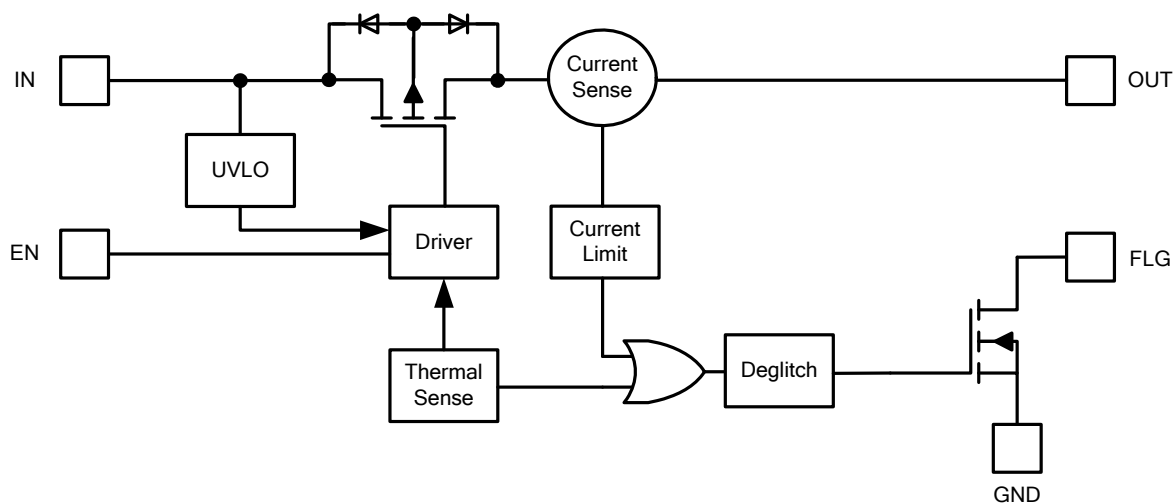 IN
Current
Sense
OUT
UVLO
EN
Driver
Current
Limit
FLG
Thermal
Sense
Deglitch
GND